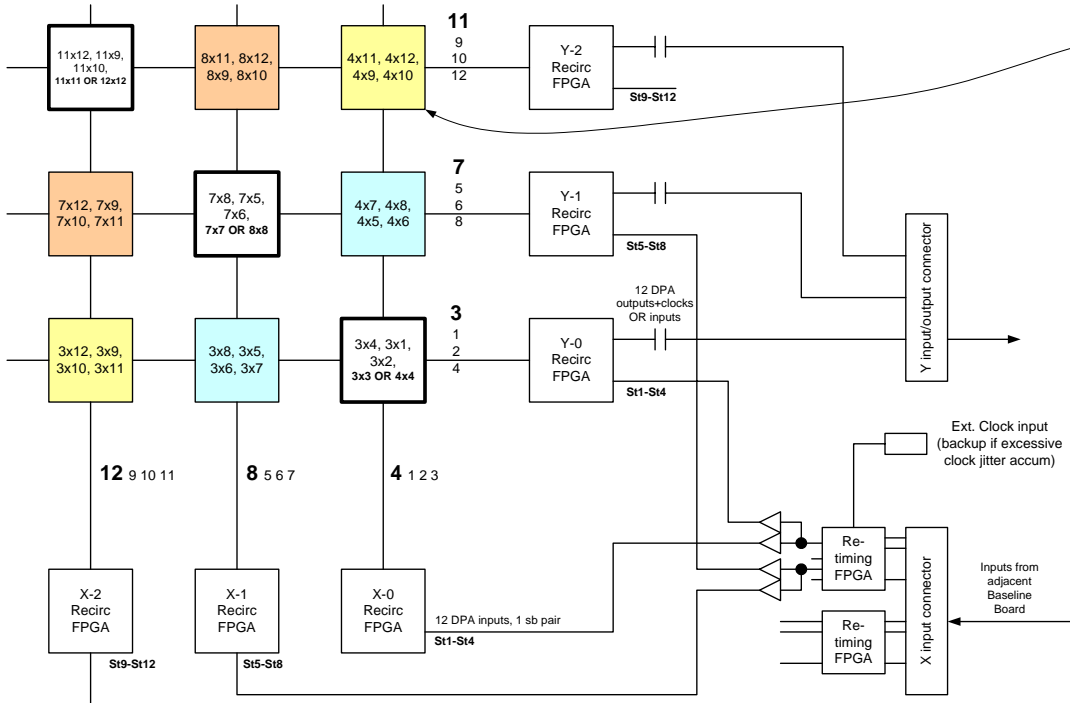 11x12, 11x9,
11x10,
11x11 OR 12x12
8x11, 8x12,
8x9, 8x10
4x11, 4x12,
4x9, 4x10
11
9
10
12
Y-2
Recirc
FPGA
St9-St12
7x12, 7x9,
7x10, 7x11
7x8, 7x5,
7x6,
7x7 OR 8x8
4x7, 4x8,
4x5, 4x6
7
5
6
8
Y-1
Recirc
FPGA
St5-St8
3x12, 3x9,
3x10, 3x11
3x8, 3x5,
3x6, 3x7
3x4, 3x1,
3x2,
3x3 OR 4x4
3
1
2
4
Y-0
Recirc
FPGA
St1-St4
12 DPA
outputs+clocks
OR inputs
Y input/output connector
Ext. Clock input
(backup if excessive
clock jitter accum)
12 9 10 11
8 5 6 7
4 1 2 3
X-2
Recirc
FPGA
St9-St12
X-1
Recirc
FPGA
St5-St8
X-0
Recirc
FPGA
12 DPA inputs, 1 sb pair
St1-St4
Re-
timing
FPGA
Re-
timing
FPGA
X input connector
Inputs from
adjacent
Baseline
Board